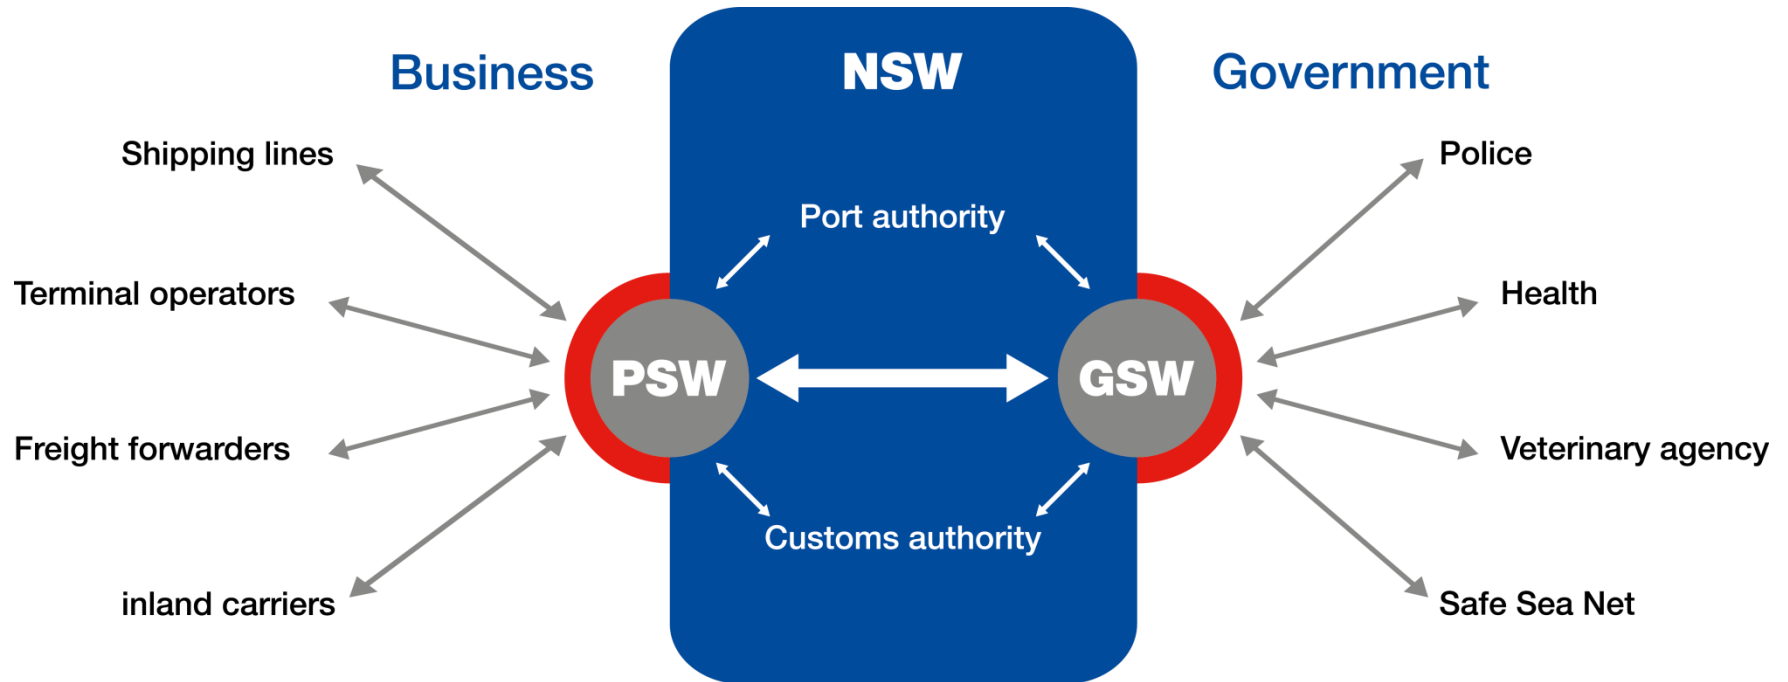 Business
NSW
Government
Shipping lines
Police
Port authority
Terminal operators
Health
PSW
GSW
Freight forwarders
Veterinary agency
Customs authority
inland carriers
Safe Sea Net